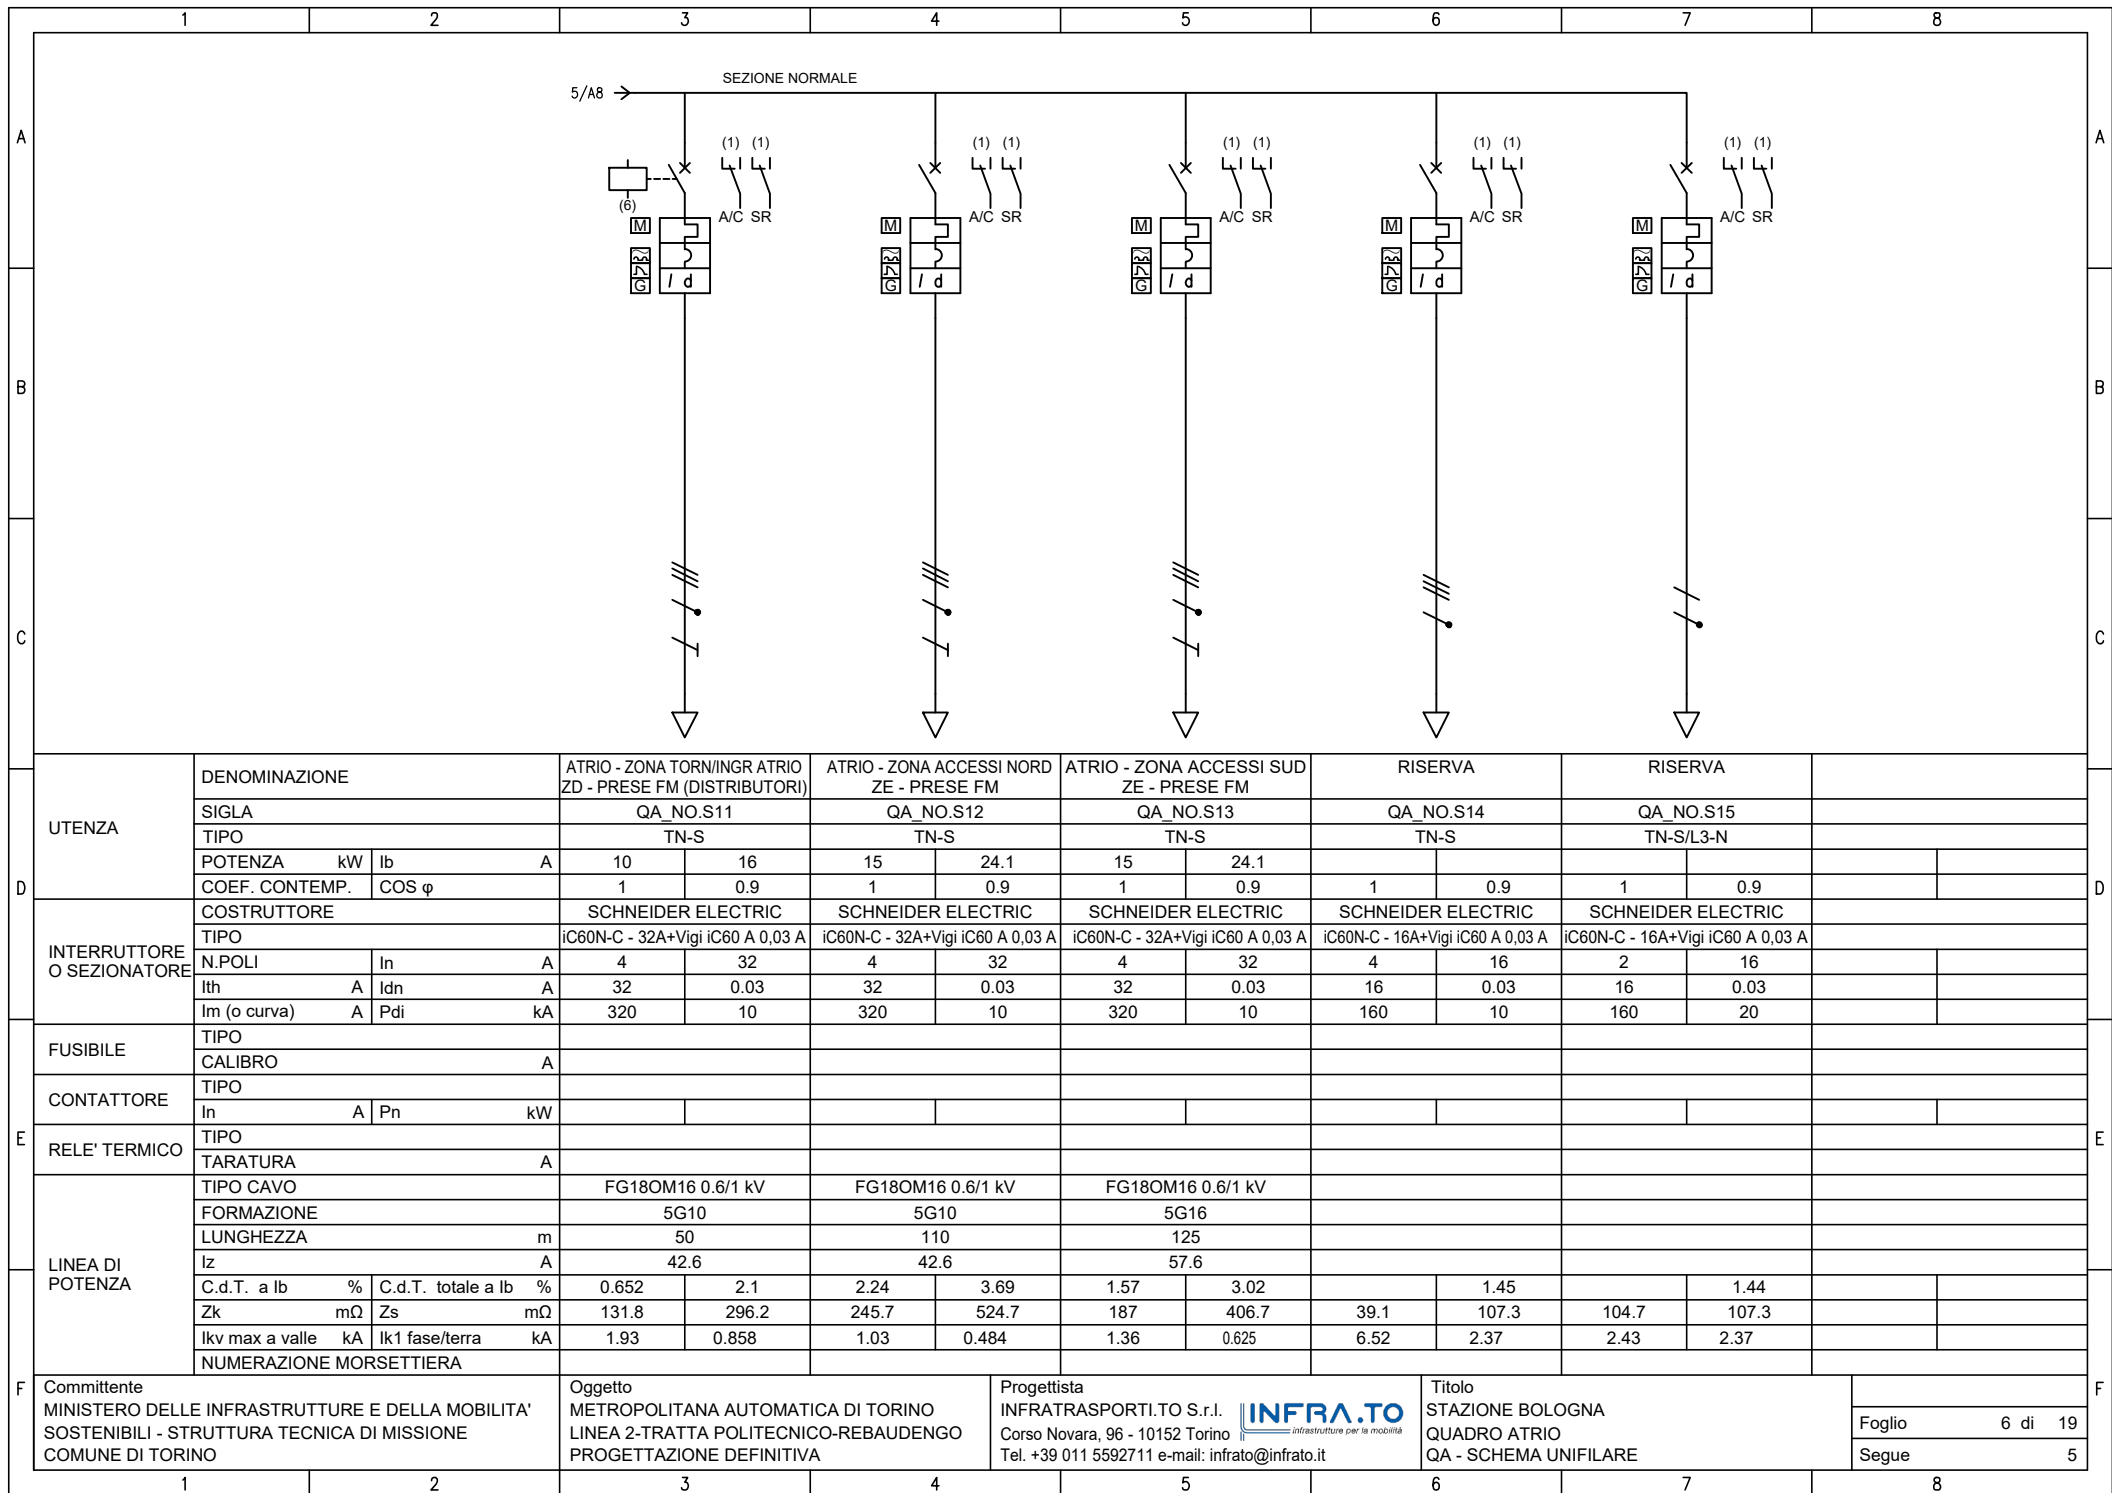 1 2 3 4 5 6 7 8
SEZIONE NORMALE
5/A8
A A
(1) (1) (1) (1) (1) (1) (1) (1) (1) (1)
(6)
A/C SR A/C SR A/C SR A/C SR A/C SR
M M M M M
G I d G I d G I d G I d G I d
B B
C C
UTENZA
DENOMINAZIONE
ATRIO - ZONA TORN/INGR ATRIO ATRIO - ZONA ACCESSI NORD ATRIO - ZONA ACCESSI SUD RISERVA RISERVA
ZD - PRESE FM (DISTRIBUTORI) ZE - PRESE FM ZE - PRESE FM
SIGLA QA_NO.S11 QA_NO.S12 QA_NO.S13 QA_NO.S14 QA_NO.S15
TIPO TN-S TN-S TN-S TN-S TN-S/L3-N
POTENZA kW Ib A 10 16 15 24.1 15 24.1
D COEF. CONTEMP. COS φ 1 0.9 1 0.9 1 0.9 1 0.9 1 0.9 D
INTERRUTTORE
O SEZIONATORE
COSTRUTTORE SCHNEIDER ELECTRIC SCHNEIDER ELECTRIC SCHNEIDER ELECTRIC SCHNEIDER ELECTRIC SCHNEIDER ELECTRIC
TIPO iC60N-C - 32A+Vigi iC60 A 0,03 A iC60N-C - 32A+Vigi iC60 A 0,03 A iC60N-C - 32A+Vigi iC60 A 0,03 A iC60N-C - 16A+Vigi iC60 A 0,03 A iC60N-C - 16A+Vigi iC60 A 0,03 A
N.POLI In A 4 32 4 32 4 32 4 16 2 16
Ith A Idn A 32 0.03 32 0.03 32 0.03 16 0.03 16 0.03
Im (o curva) A Pdi kA 320 10 320 10 320 10 160 10 160 20
FUSIBILE
TIPO
CALIBRO A
CONTATTORE
TIPO
In A Pn kW
E E
RELE' TERMICO
TIPO
TARATURA A
LINEA DI
POTENZA
TIPO CAVO FG18OM16 0.6/1 kV FG18OM16 0.6/1 kV FG18OM16 0.6/1 kV
FORMAZIONE 5G10 5G10 5G16
LUNGHEZZA m 50 110 125
Iz A 42.6 42.6 57.6
C.d.T. a Ib % C.d.T. totale a Ib % 0.652 2.1 2.24 3.69 1.57 3.02 1.45 1.44
Zk mΩ Zs mΩ 131.8 296.2 245.7 524.7 187 406.7 39.1 107.3 104.7 107.3
Ikv max a valle kA Ik1 fase/terra kA 1.93 0.858 1.03 0.484 1.36 0.625 6.52 2.37 2.43 2.37
NUMERAZIONE MORSETTIERA
F F
Committente
MINISTERO DELLE INFRASTRUTTURE E DELLA MOBILITA'
SOSTENIBILI - STRUTTURA TECNICA DI MISSIONE
COMUNE DI TORINO
Oggetto
METROPOLITANA AUTOMATICA DI TORINO
LINEA 2-TRATTA POLITECNICO-REBAUDENGO
PROGETTAZIONE DEFINITIVA
Progettista
INFRATRASPORTI.TO S.r.l.
Corso Novara, 96 - 10152 Torino
Tel. +39 011 5592711 e-mail: infrato@infrato.it
INFRA.TO
infrastrutture per la mobilità
Titolo
STAZIONE BOLOGNA
QUADRO ATRIO
QA - SCHEMA UNIFILARE
Foglio 6 di 19
Segue 5
1 2 3 4 5 6 7 8